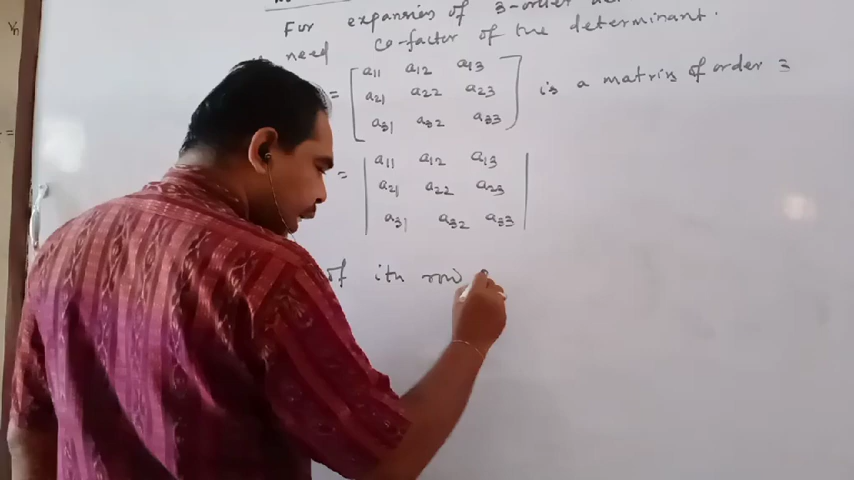 For expansion of 3-order
need co-factor of the determinant.
= [ a11 a12 a13
a21 a22 a23
a31 a32 a33 ] is a matrix of order 3
= | a11 a12 a13
a21 a22 a23
a31 a32 a33 |
of ith row